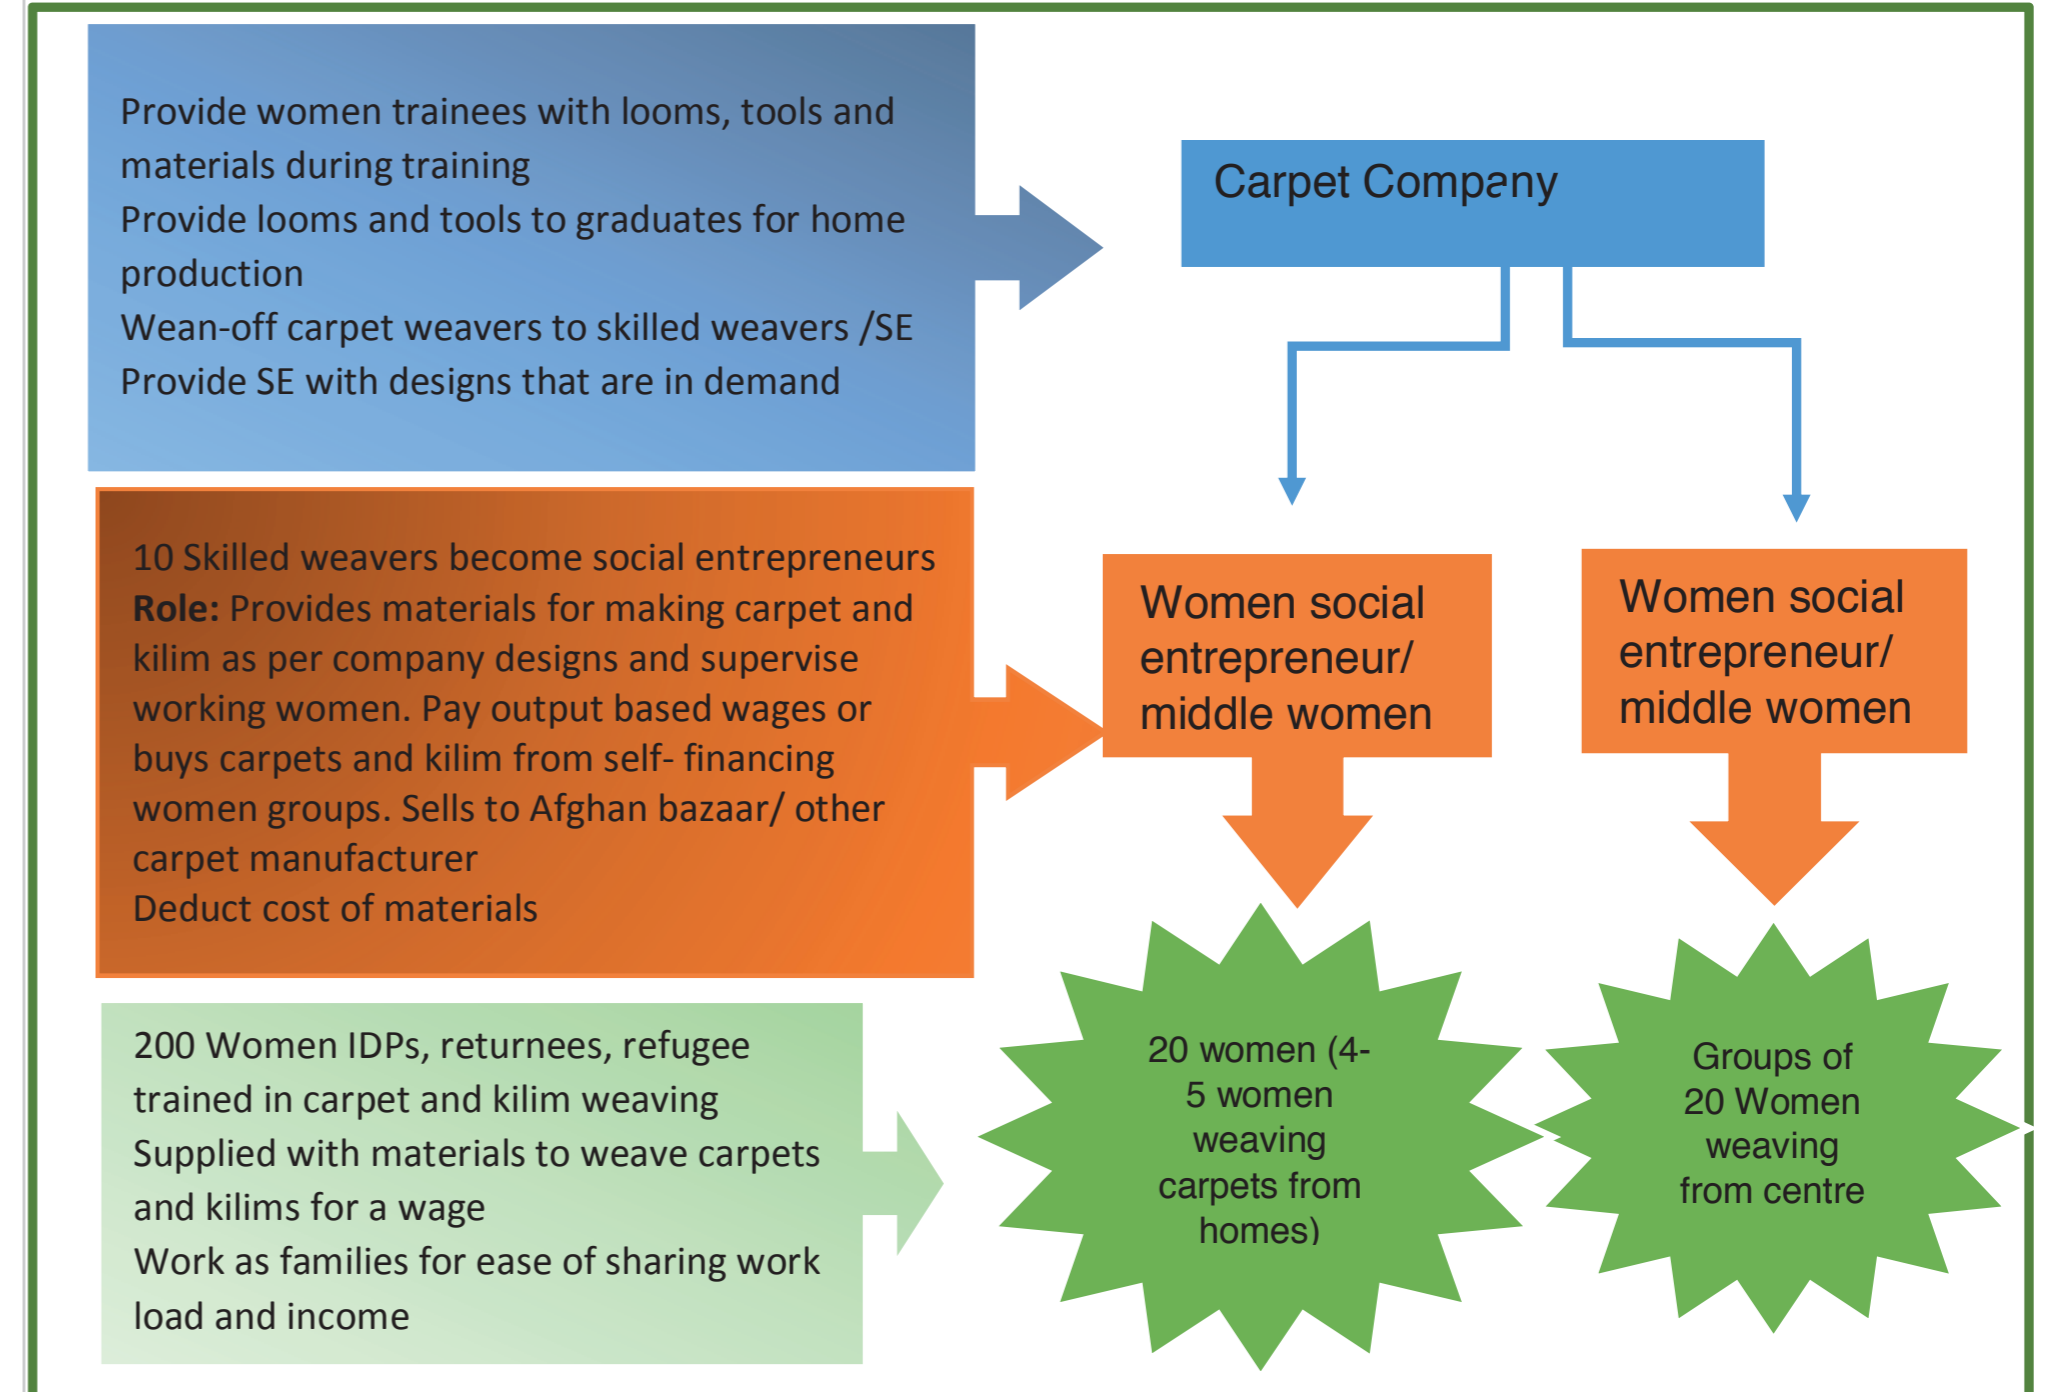 Provide women trainees with looms, tools and
materials during training
Provide looms and tools to graduates for home
production
Wean-off carpet weavers to skilled weavers /SE
Provide SE with designs that are in demand
Carpet Company
10 Skilled weavers become social entrepreneurs
Role: Provides materials for making carpet and
kilim as per company designs and supervise
working women. Pay output based wages or
buys carpets and kilim from self- financing
women groups. Sells to Afghan bazaar/ other
carpet manufacturer
Deduct cost of materials
Women social
entrepreneur/
middle women
Women social
entrepreneur/
middle women
200 Women IDPs, returnees, refugee
trained in carpet and kilim weaving
Supplied with materials to weave carpets
and kilims for a wage
Work as families for ease of sharing work
load and income
20 women (4-
5 women
weaving
carpets from
homes)
Groups of
20 Women
weaving
from centre